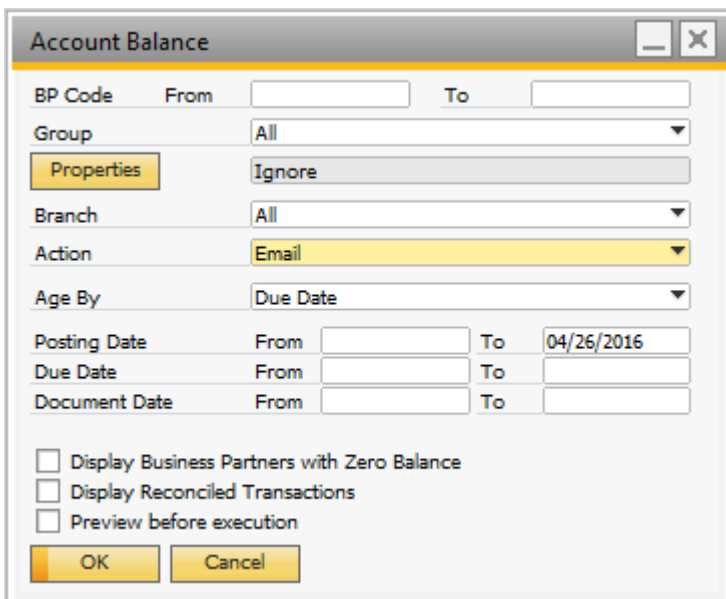 Account Balance
BP Code From To
Group All
Properties Ignore
Branch All
Action Email
Age By Due Date
Posting Date From To 04/26/2016
Due Date From To
Document Date From To
Display Business Partners with Zero Balance
Display Reconciled Transactions
Preview before execution
OK Cancel